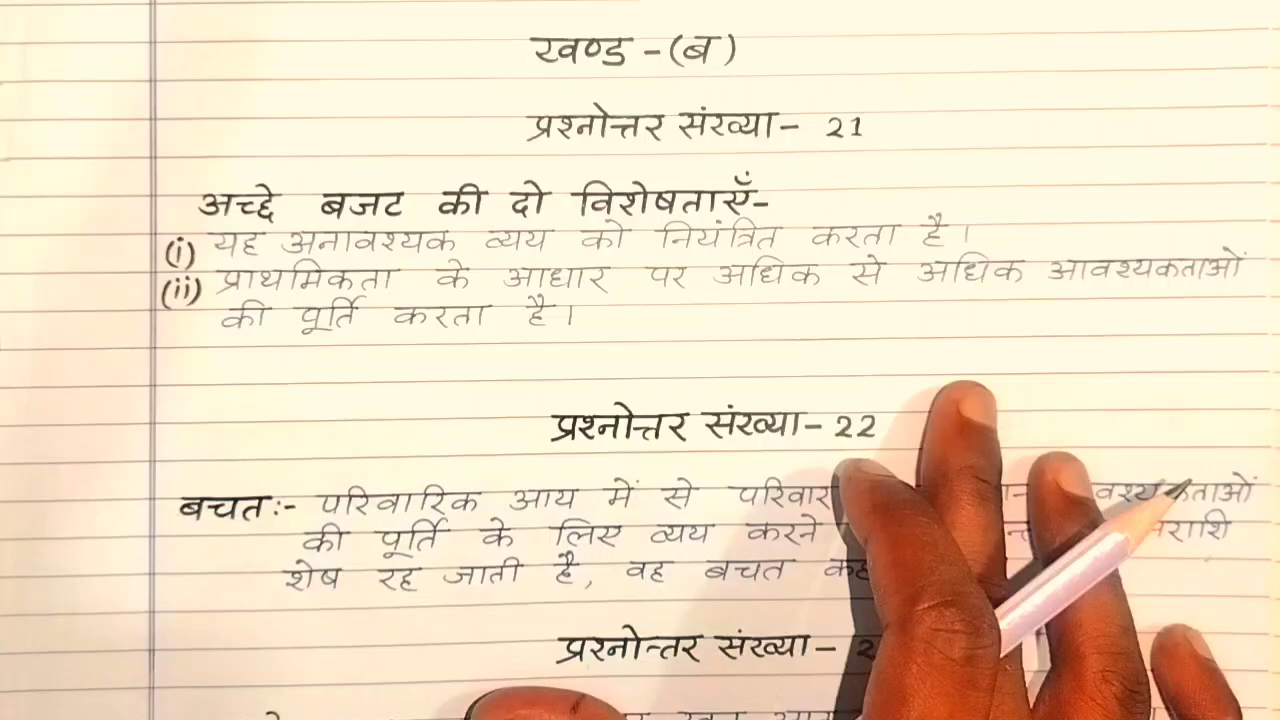 खण्ड -(ब)
प्रश्नोत्तर संख्या- 21
अच्छे बजट की दो विशेषताएँ-
(i) यह अनावश्यक व्यय को नियंत्रित करता है।
(ii) प्राथमिकता के आधार पर अधिक से अधिक आवश्यकताओं
की पूर्ति करता है।
प्रश्नोत्तर संख्या- 22
बचत:- परिवारिक आय में से परिवार
की पूर्ति के लिए व्यय करने
शेष रह जाती है, वह बचत
प्रश्नोत्तर संख्या-